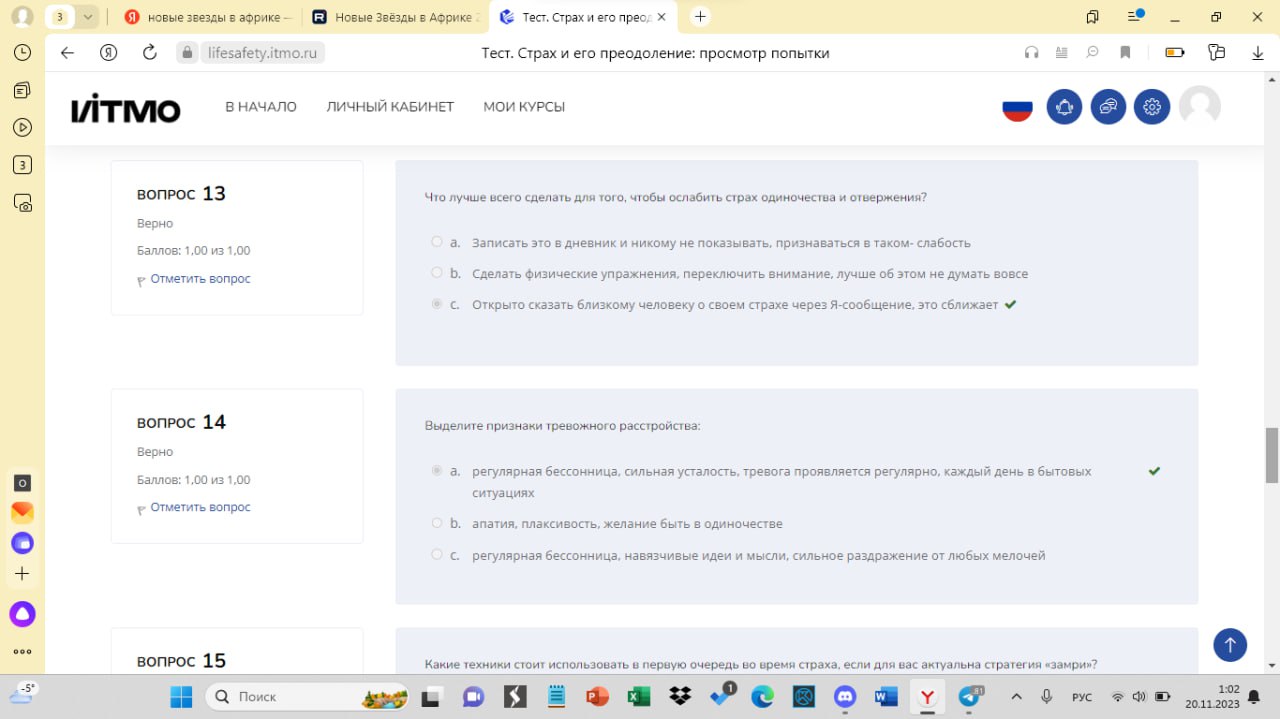 3
новые звезды в африке —
Новые Звёзды в Африке 2
Тест. Страх и его преод
lifesafety.itmo.ru
Тест. Страх и его преодоление: просмотр попытки
ИТМО
В НАЧАЛО
ЛИЧНЫЙ КАБИНЕТ
МОИ КУРСЫ
3
ВОПРОС 13
Верно
Баллов: 1,00 из 1,00
Отметить вопрос
Что лучше всего сделать для того, чтобы ослабить страх одиночества и отвержения?
a. Записать это в дневник и никому не показывать, признаваться в таком- слабость
b. Сделать физические упражнения, переключить внимание, лучше об этом не думать вовсе
c. Открыто сказать близкому человеку о своем страхе через Я-сообщение, это сближает
ВОПРОС 14
Верно
Баллов: 1,00 из 1,00
Отметить вопрос
Выделите признаки тревожного расстройства:
a. регулярная бессонница, сильная усталость, тревога проявляется регулярно, каждый день в бытовых
ситуациях
b. апатия, плаксивость, желание быть в одиночестве
c. регулярная бессонница, навязчивые идеи и мысли, сильное раздражение от любых мелочей
ВОПРОС 15
Какие техники стоит использовать в первую очередь во время страха, если для вас актуальна стратегия «замри»?
-5°
Поиск
1
81
РУС
1:02
20.11.2023